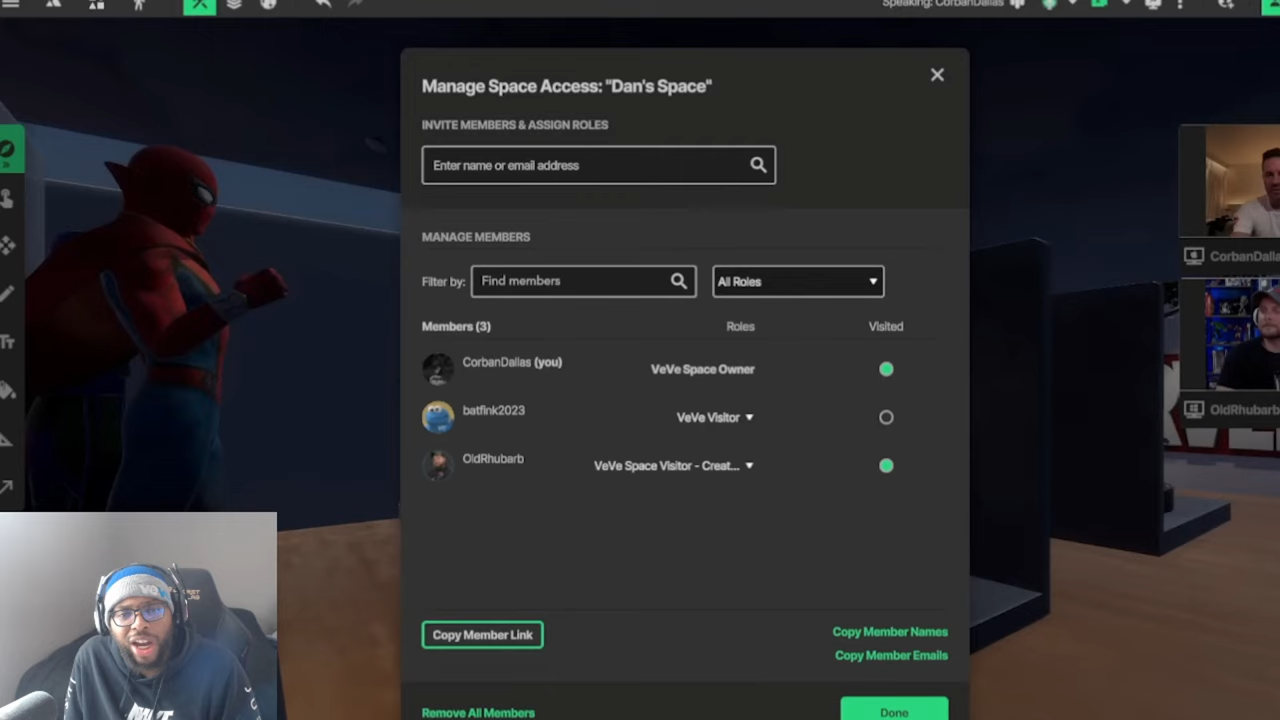 Speaking: CorbanDallas
Manage Space Access: "Dan's Space"
INVITE MEMBERS & ASSIGN ROLES
Enter name or email address
MANAGE MEMBERS
Filter by: Find members All Roles
Members (3) Roles Visited
CorbanDallas (you) VeVe Space Owner
batfink2023 VeVe Visitor
OldRhubarb VeVe Space Visitor - Creat...
Copy Member Link
Copy Member Names
Copy Member Emails
Remove All Members Done
CorbanDalla
OldRhubarb
Tт